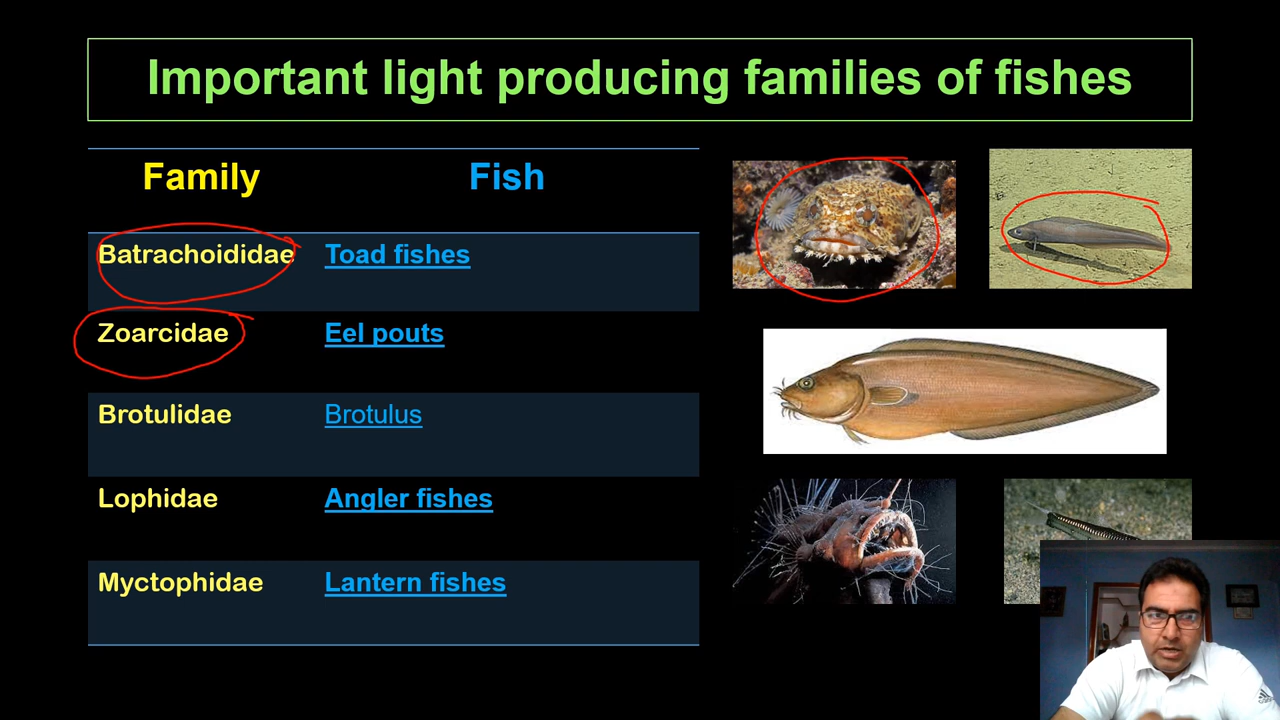 Important light producing families of fishes
Family Fish
Batrachoididae Toad fishes
Zoarcidae Eel pouts
Brotulidae Brotulus
Lophidae Angler fishes
Myctophidae Lantern fishes